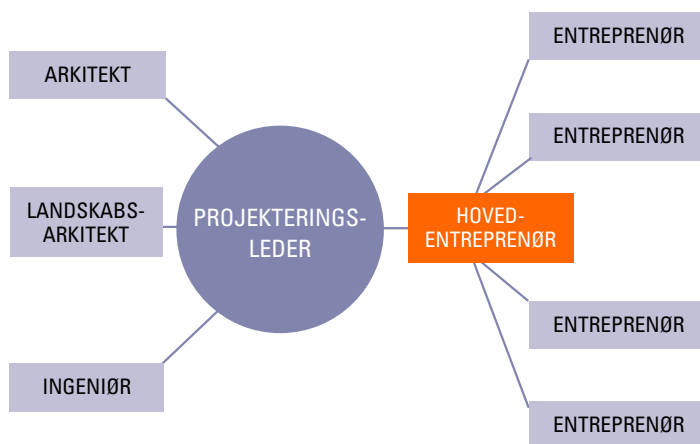 ARKITEKT
LANDSKABS-
ARKITEKT
INGENIØR
PROJEKTERINGS-
LEDER
HOVED-
ENTREPRENØR
ENTREPRENØR
ENTREPRENØR
ENTREPRENØR
ENTREPRENØR